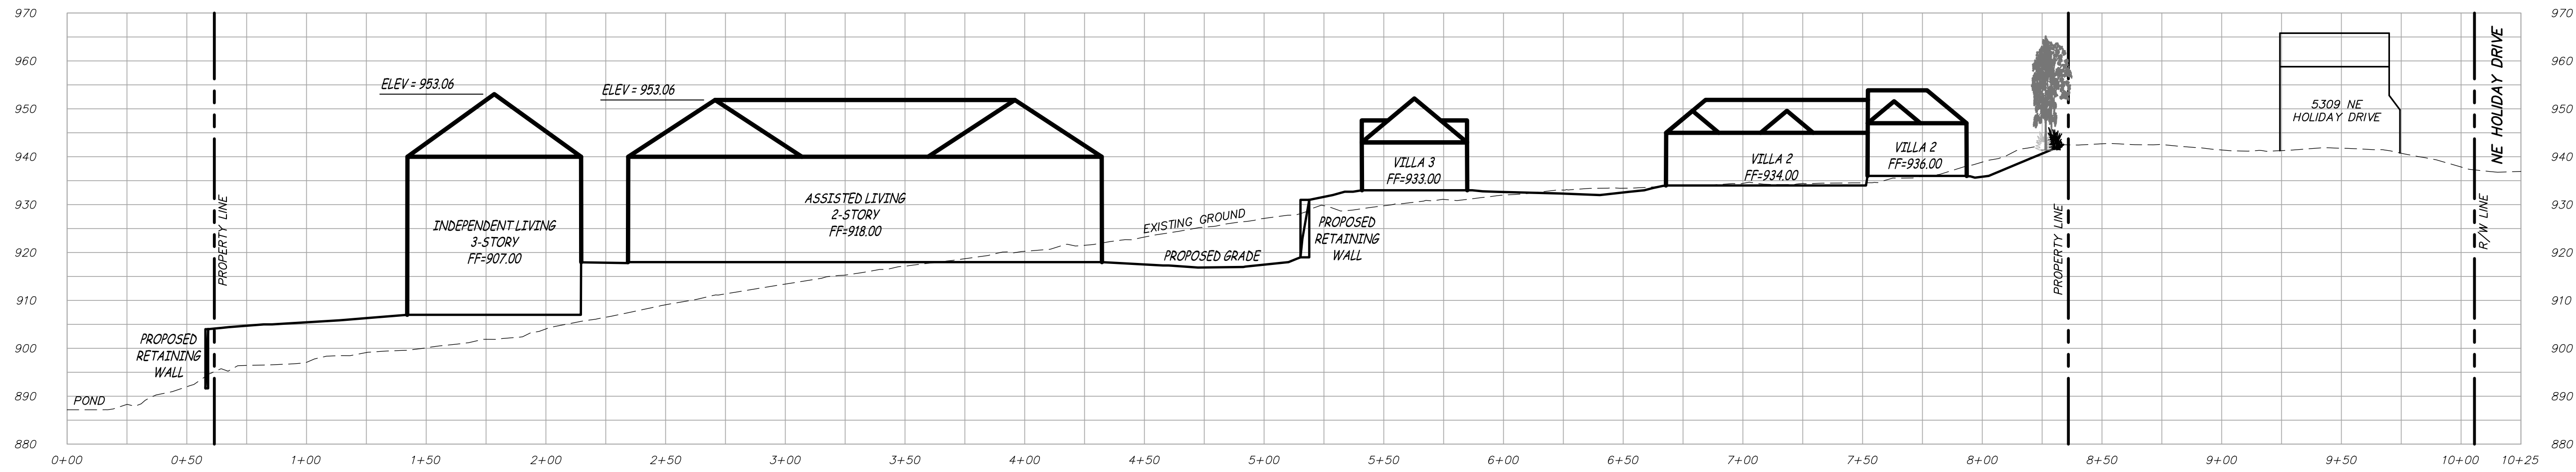 970
960
950
940
930
920
910
900
890
880
0+00
0+50
1+00
1+50
2+00
2+50
3+00
3+50
4+00
4+50
5+00
5+50
6+00
6+50
7+00
7+50
8+00
8+50
9+00
9+50
10+00
10+25
970
960
950
940
930
920
910
900
890
880
POND
PROPOSED
RETAINING
WALL
PROPERTY LINE
ELEV = 953.06
INDEPENDENT LIVING
3-STORY
FF=907.00
ELEV = 953.06
ASSISTED LIVING
2-STORY
FF=918.00
EXISTING GROUND
PROPOSED GRADE
PROPOSED
RETAINING
WALL
VILLA 3
FF=933.00
VILLA 2
FF=934.00
VILLA 2
FF=936.00
PROPERTY LINE
5309 NE
HOLIDAY DRIVE
R/W LINE
NE HOLIDAY DRIVE